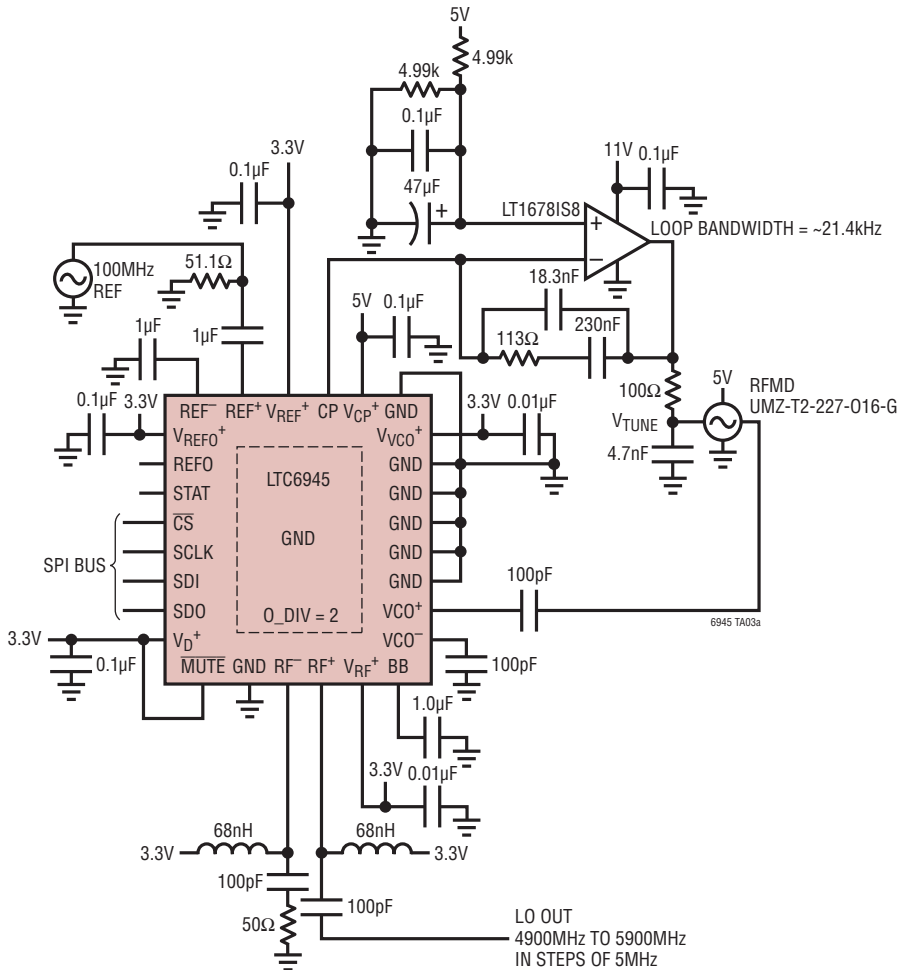 5V
4.99k
4.99k
0.1µF
47µF
+
3.3V
0.1µF
11V
0.1µF
LT1678IS8
+
–
LOOP BANDWIDTH = ~21.4kHz
100MHz
REF
51.1Ω
1µF
1µF
5V
0.1µF
18.3nF
113Ω
230nF
100Ω
5V
RFMD
UMZ-T2-227-O16-G
VTUNE
4.7nF
0.1µF
3.3V
REF–
REF+
VREF+
CP
VCP+
GND
3.3V
0.01µF
VREFO+
REFO
STAT
CS
SCLK
SDI
SDO
VD+
SPI BUS
3.3V
0.1µF
LTC6945
GND
O_DIV = 2
VVCO+
GND
GND
GND
GND
GND
VCO+
VCO–
100pF
6945 TA03a
100pF
MUTE
GND
RF–
RF+
VRF+
BB
1.0µF
3.3V
0.01µF
68nH
3.3V
68nH
3.3V
100pF
100pF
50Ω
LO OUT
4900MHz TO 5900MHz
IN STEPS OF 5MHz